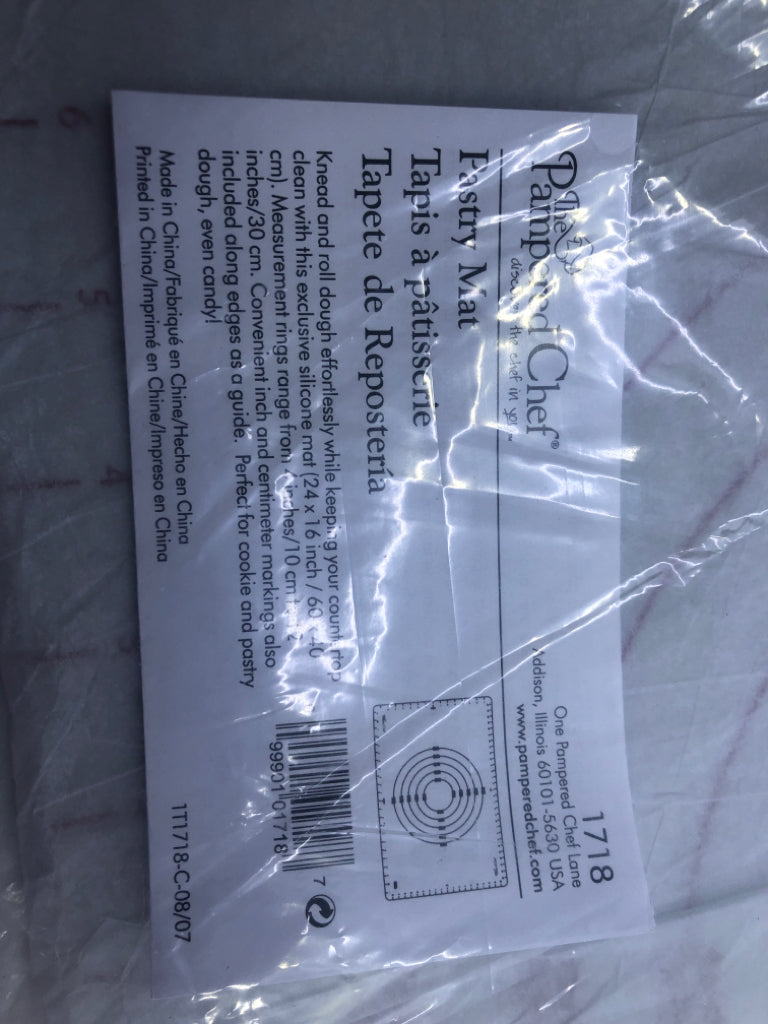 The
Pampered Chef®
discover the chef in you™
1718
One Pampered Chef Lane
Addison, Illinois 60101-5630 USA
www.pamperedchef.com
Pastry Mat
Tapis à pâtisserie
Tapete de Repostería
Knead and roll dough effortlessly while keeping your countertop
clean with this exclusive silicone mat (24 x 16 inch / 60 x 40
cm). Measurement rings range from inches/10 cm to 12
inches/30 cm. Convenient inch and centimeter markings also
included along edges as a guide. Perfect for cookie and pastry
dough, even candy!
99901 01718 7
Made in China/Fabriqué en Chine/Hecho en China
Printed in China/Imprimé en Chine/Impreso en China
1T1718-C-08/07
6
5
4